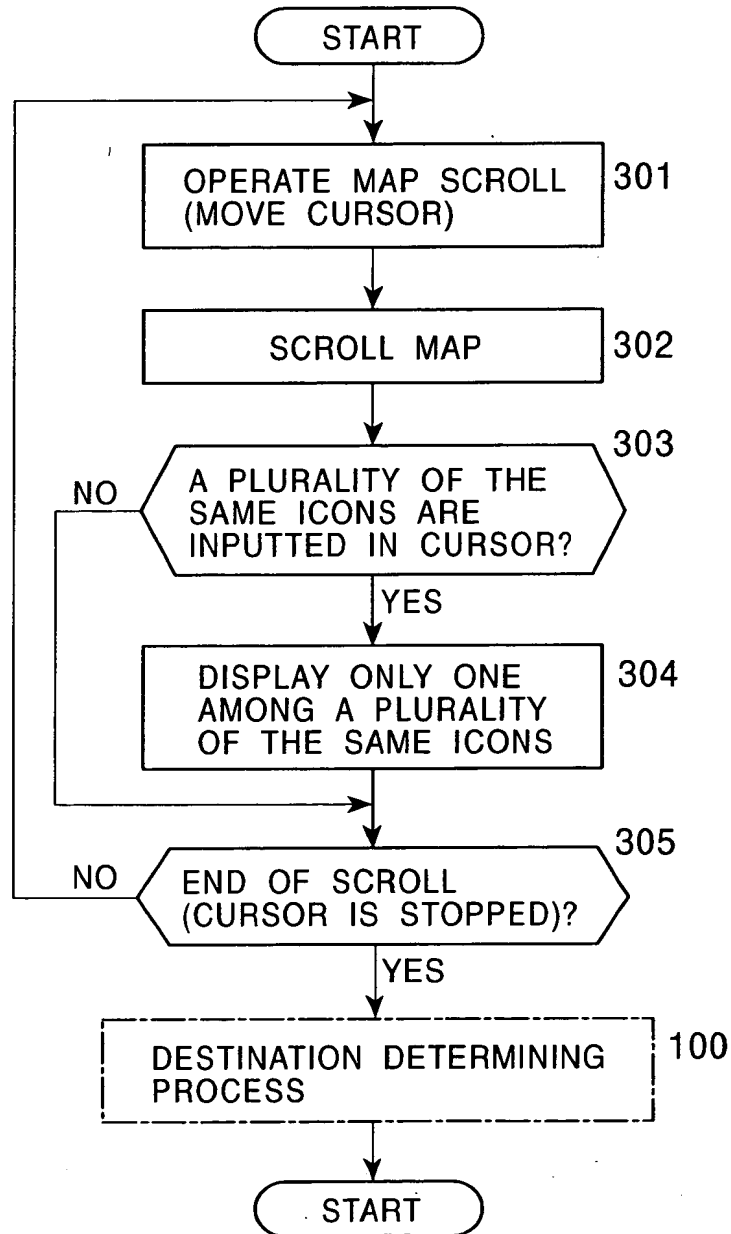 START
OPERATE MAP SCROLL
(MOVE CURSOR)
301
SCROLL MAP
302
303
NO
A PLURALITY OF THE
SAME ICONS ARE
INPUTTED IN CURSOR?
YES
DISPLAY ONLY ONE
AMONG A PLURALITY
OF THE SAME ICONS
304
305
NO
END OF SCROLL
(CURSOR IS STOPPED)?
YES
DESTINATION DETERMINING
PROCESS
100
START